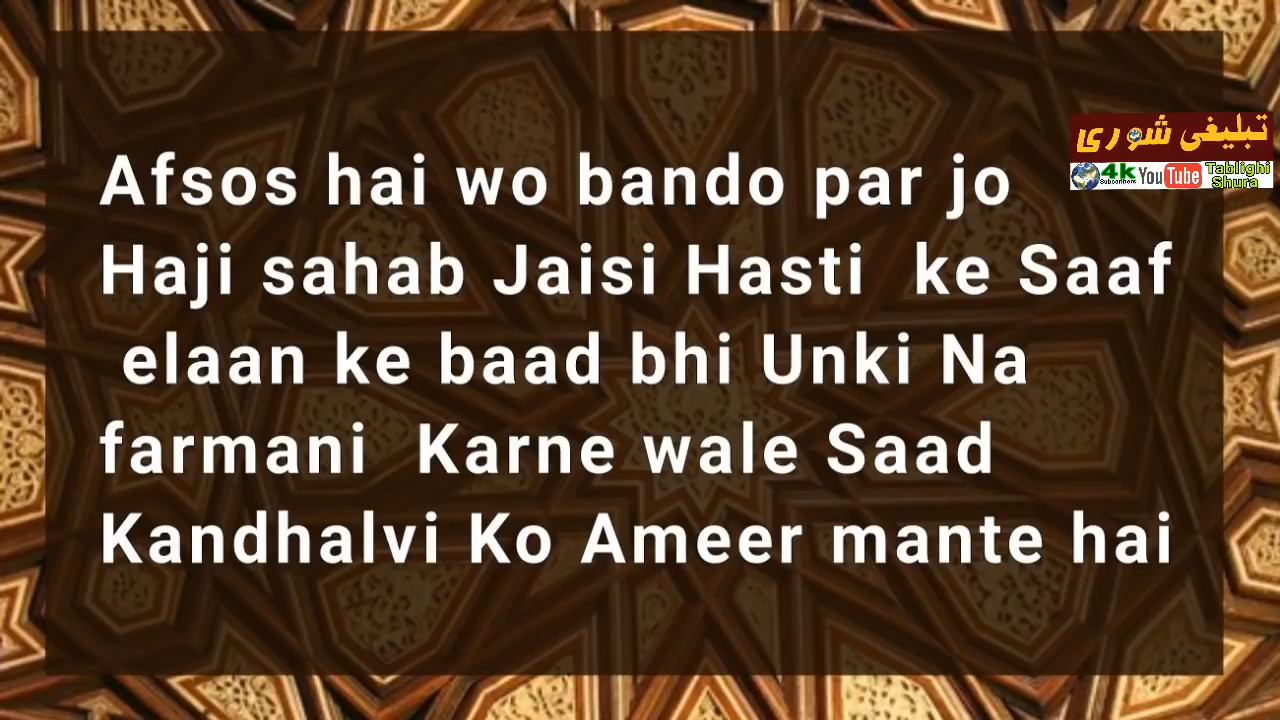 تبلیغی شوریٰ
4k Subscribers YouTube Tablighi Shura
Afsos hai wo bando par jo
Haji sahab Jaisi Hasti ke Saaf
elaan ke baad bhi Unki Na
farmani Karne wale Saad
Kandhalvi Ko Ameer mante hai